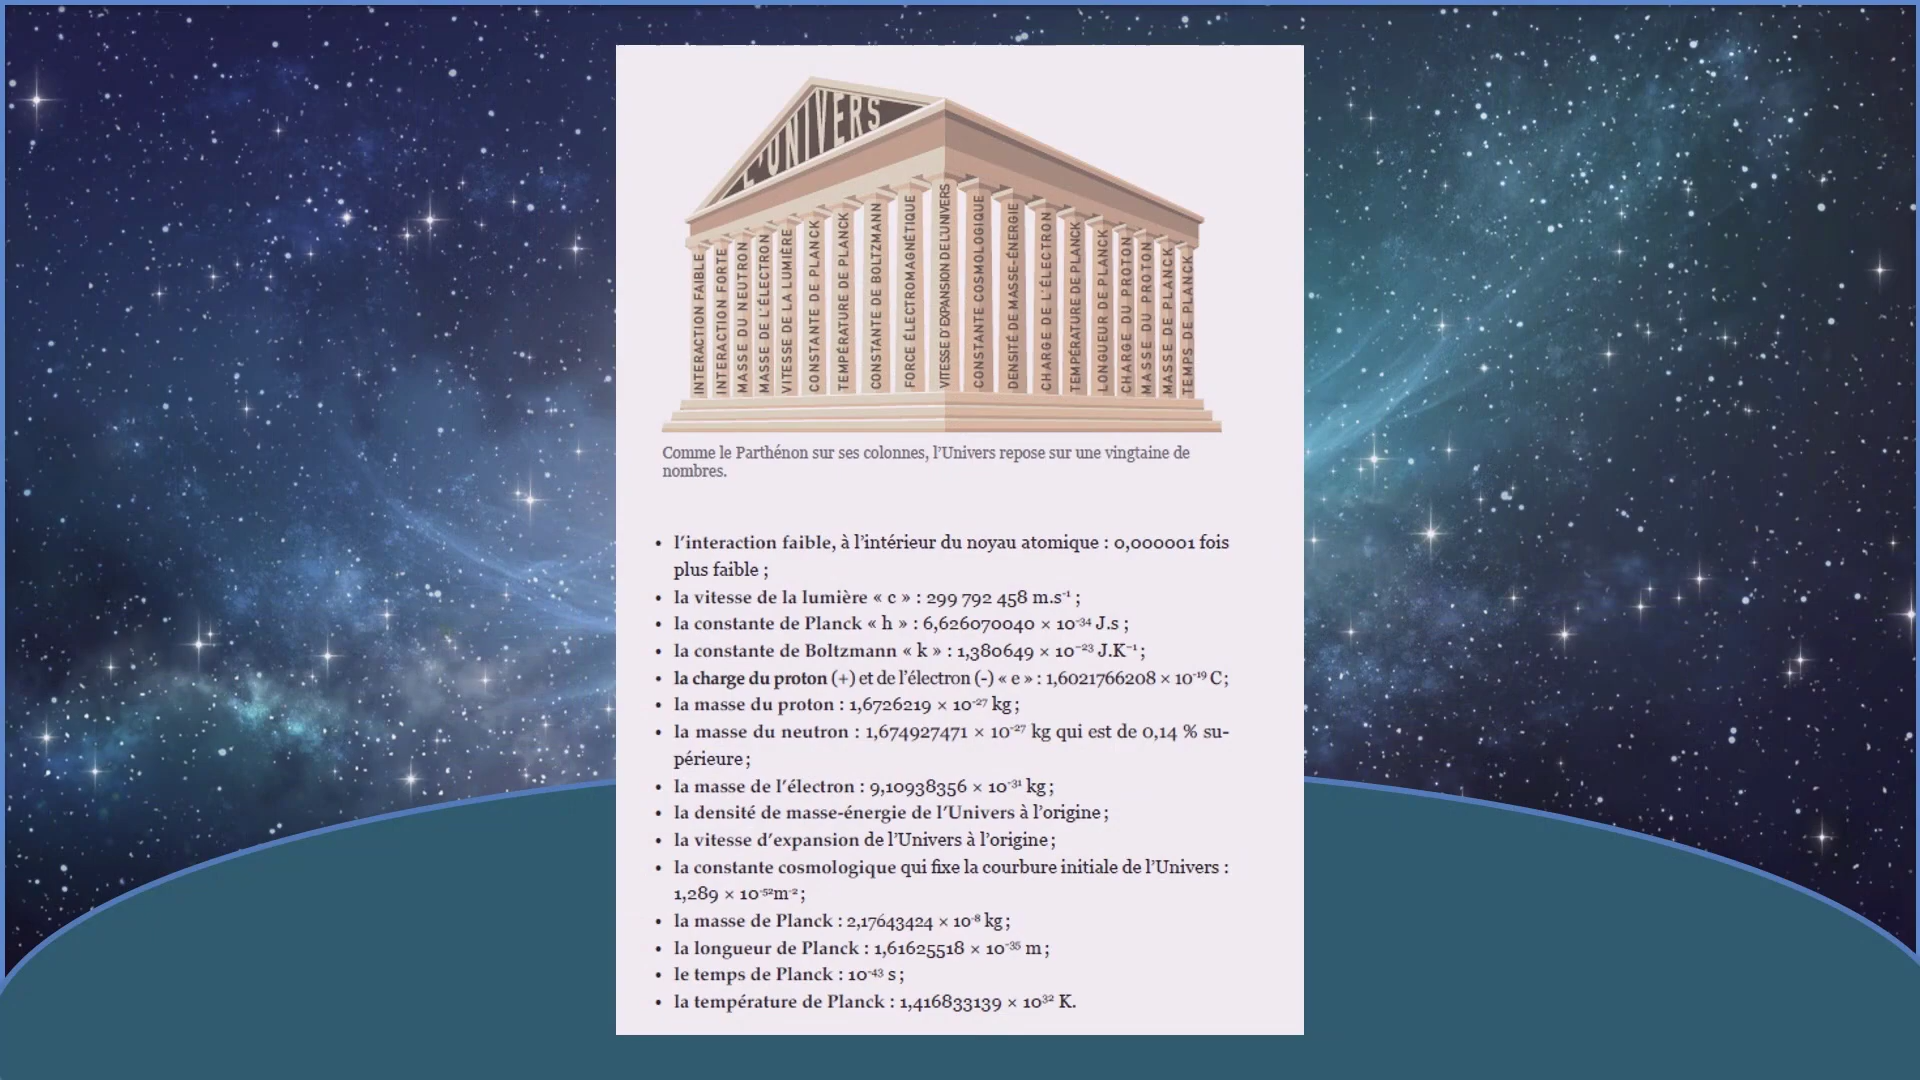 L'UNIVERS
INTERACTION FAIBLE
INTERACTION FORTE
MASSE DU NEUTRON
MASSE DE L'ÉLECTRON
VITESSE DE LA LUMIÈRE
CONSTANTE DE PLANCK
TEMPÉRATURE DE PLANCK
CONSTANTE DE BOLTZMANN
FORCE ÉLECTROMAGNÉTIQUE
VITESSE D'EXPANSION DE L'UNIVERS
CONSTANTE COSMOLOGIQUE
DENSITÉ DE MASSE-ÉNERGIE
CHARGE DE L'ÉLECTRON
TEMPÉRATURE DE PLANCK
LONGUEUR DE PLANCK
CHARGE DU PROTON
MASSE DU PROTON
MASSE DE PLANCK
TEMPS DE PLANCK
Comme le Parthénon sur ses colonnes, l'Univers repose sur une vingtaine de
nombres.
• l'interaction faible, à l'intérieur du noyau atomique : 0,000001 fois
plus faible ;
• la vitesse de la lumière « c » : 299 792 458 m.s⁻¹ ;
• la constante de Planck « h » : 6,626070040 × 10⁻³⁴ J.s ;
• la constante de Boltzmann « k » : 1,380649 × 10⁻²³ J.K⁻¹ ;
• la charge du proton (+) et de l'électron (-) « e » : 1,6021766208 × 10⁻¹⁹ C ;
• la masse du proton : 1,6726219 × 10⁻²⁷ kg ;
• la masse du neutron : 1,674927471 × 10⁻²⁷ kg qui est de 0,14 % su-
périeure ;
• la masse de l'électron : 9,10938356 × 10⁻³¹ kg ;
• la densité de masse-énergie de l'Univers à l'origine ;
• la vitesse d'expansion de l'Univers à l'origine ;
• la constante cosmologique qui fixe la courbure initiale de l'Univers :
1,289 × 10⁻⁵²m⁻² ;
• la masse de Planck : 2,17643424 × 10⁻⁸ kg ;
• la longueur de Planck : 1,61625518 × 10⁻³⁵ m ;
• le temps de Planck : 10⁻⁴³ s ;
• la température de Planck : 1,416833139 × 10³² K.